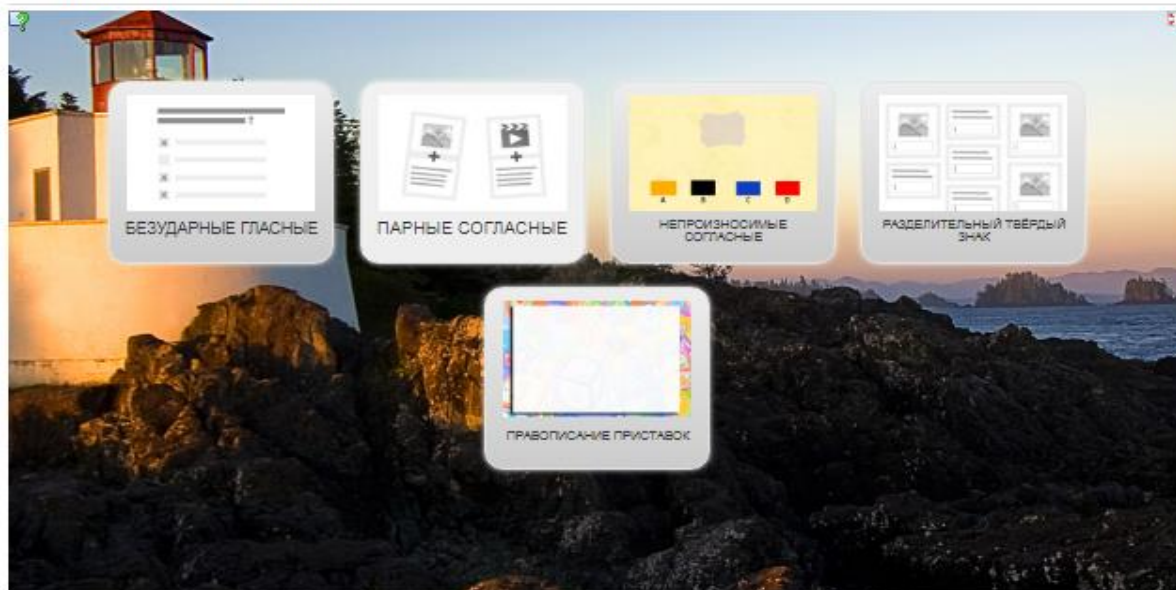 БЕЗУДАРНЫЕ ГЛАСНЫЕ
ПАРНЫЕ СОГЛАСНЫЕ
A B C D
НЕПРОИЗНОСИМЫЕ
СОГЛАСНЫЕ
РАЗДЕЛИТЕЛЬНЫЙ ТВЁРДЫЙ
ЗНАК
ПРАВОПИСАНИЕ ПРИСТАВОК